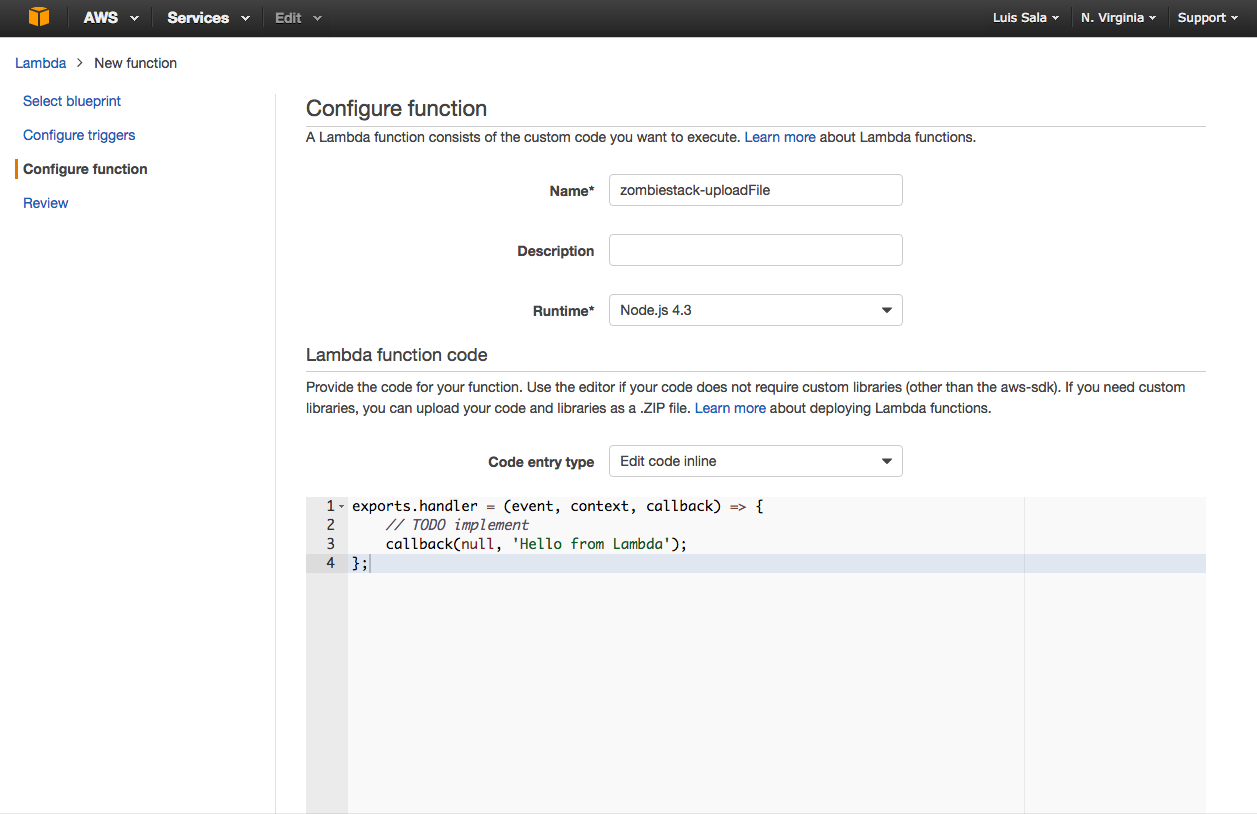 AWS Services Edit Luis Sala N. Virginia Support
Lambda > New function
Select blueprint
Configure triggers
Configure function
Review
Configure function
A Lambda function consists of the custom code you want to execute. Learn more about Lambda functions.
Name* zombiestack-uploadFile
Description
Runtime* Node.js 4.3
Lambda function code
Provide the code for your function. Use the editor if your code does not require custom libraries (other than the aws-sdk). If you need custom
libraries, you can upload your code and libraries as a .ZIP file. Learn more about deploying Lambda functions.
Code entry type Edit code inline
1 exports.handler = (event, context, callback) => {
2     // TODO implement
3     callback(null, 'Hello from Lambda');
4 };